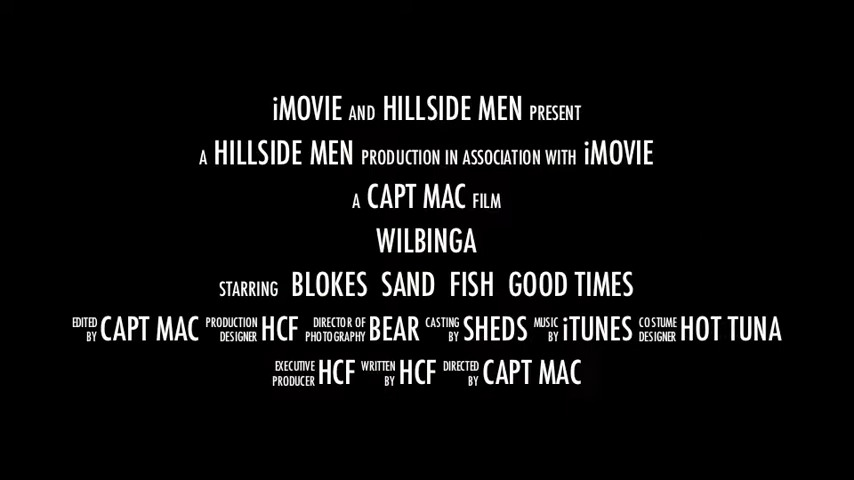 iMOVIE AND HILLSIDE MEN PRESENT
A HILLSIDE MEN PRODUCTION IN ASSOCIATION WITH iMOVIE
A CAPT MAC FILM
WILBINGA
STARRING BLOKES SAND FISH GOOD TIMES
EDITED BY CAPT MAC PRODUCTION DESIGNER HCF DIRECTOR OF PHOTOGRAPHY BEAR CASTING BY SHEDS MUSIC BY iTUNES COSTUME DESIGNER HOT TUNA
EXECUTIVE PRODUCER HCF WRITTEN BY HCF DIRECTED BY CAPT MAC